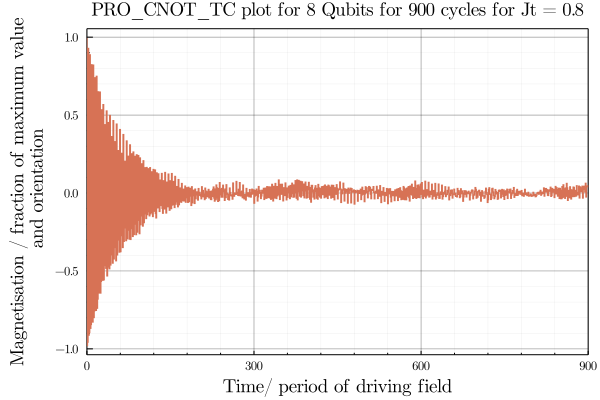 PRO_CNOT_TC plot for 8 Qubits for 900 cycles for Jt = 0.8
Magnetisation / fraction of maximum value
and orientation
1.0
0.5
0.0
−0.5
−1.0
0
300
600
900
Time/ period of driving field